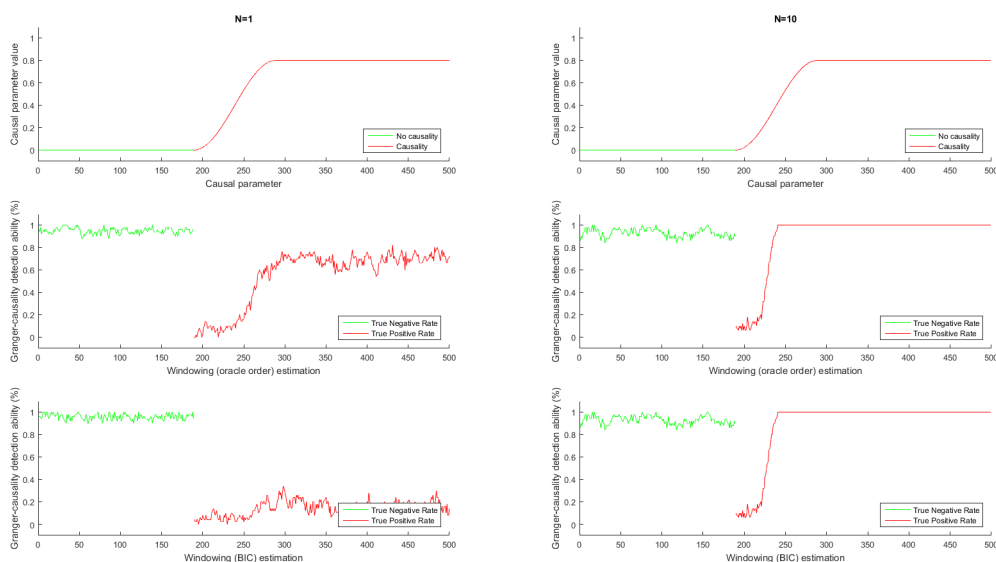 N=1
Causal parameter value
1
0.8
0.6
0.4
0.2
0
No causality
Causality
0 50 100 150 200 250 300 350 400 450 500
Causal parameter
Granger-causality detection ability (%)
1
0.8
0.6
0.4
0.2
0
True Negative Rate
True Positive Rate
0 50 100 150 200 250 300 350 400 450 500
Windowing (oracle order) estimation
Granger-causality detection ability (%)
1
0.8
0.6
0.4
0.2
0
True Negative Rate
True Positive Rate
0 50 100 150 200 250 300 350 400 450 500
Windowing (BIC) estimation
N=10
Causal parameter value
1
0.8
0.6
0.4
0.2
0
No causality
Causality
0 50 100 150 200 250 300 350 400 450 500
Causal parameter
Granger-causality detection ability (%)
1
0.8
0.6
0.4
0.2
0
True Negative Rate
True Positive Rate
0 50 100 150 200 250 300 350 400 450 500
Windowing (oracle order) estimation
Granger-causality detection ability (%)
1
0.8
0.6
0.4
0.2
0
True Negative Rate
True Positive Rate
0 50 100 150 200 250 300 350 400 450 500
Windowing (BIC) estimation